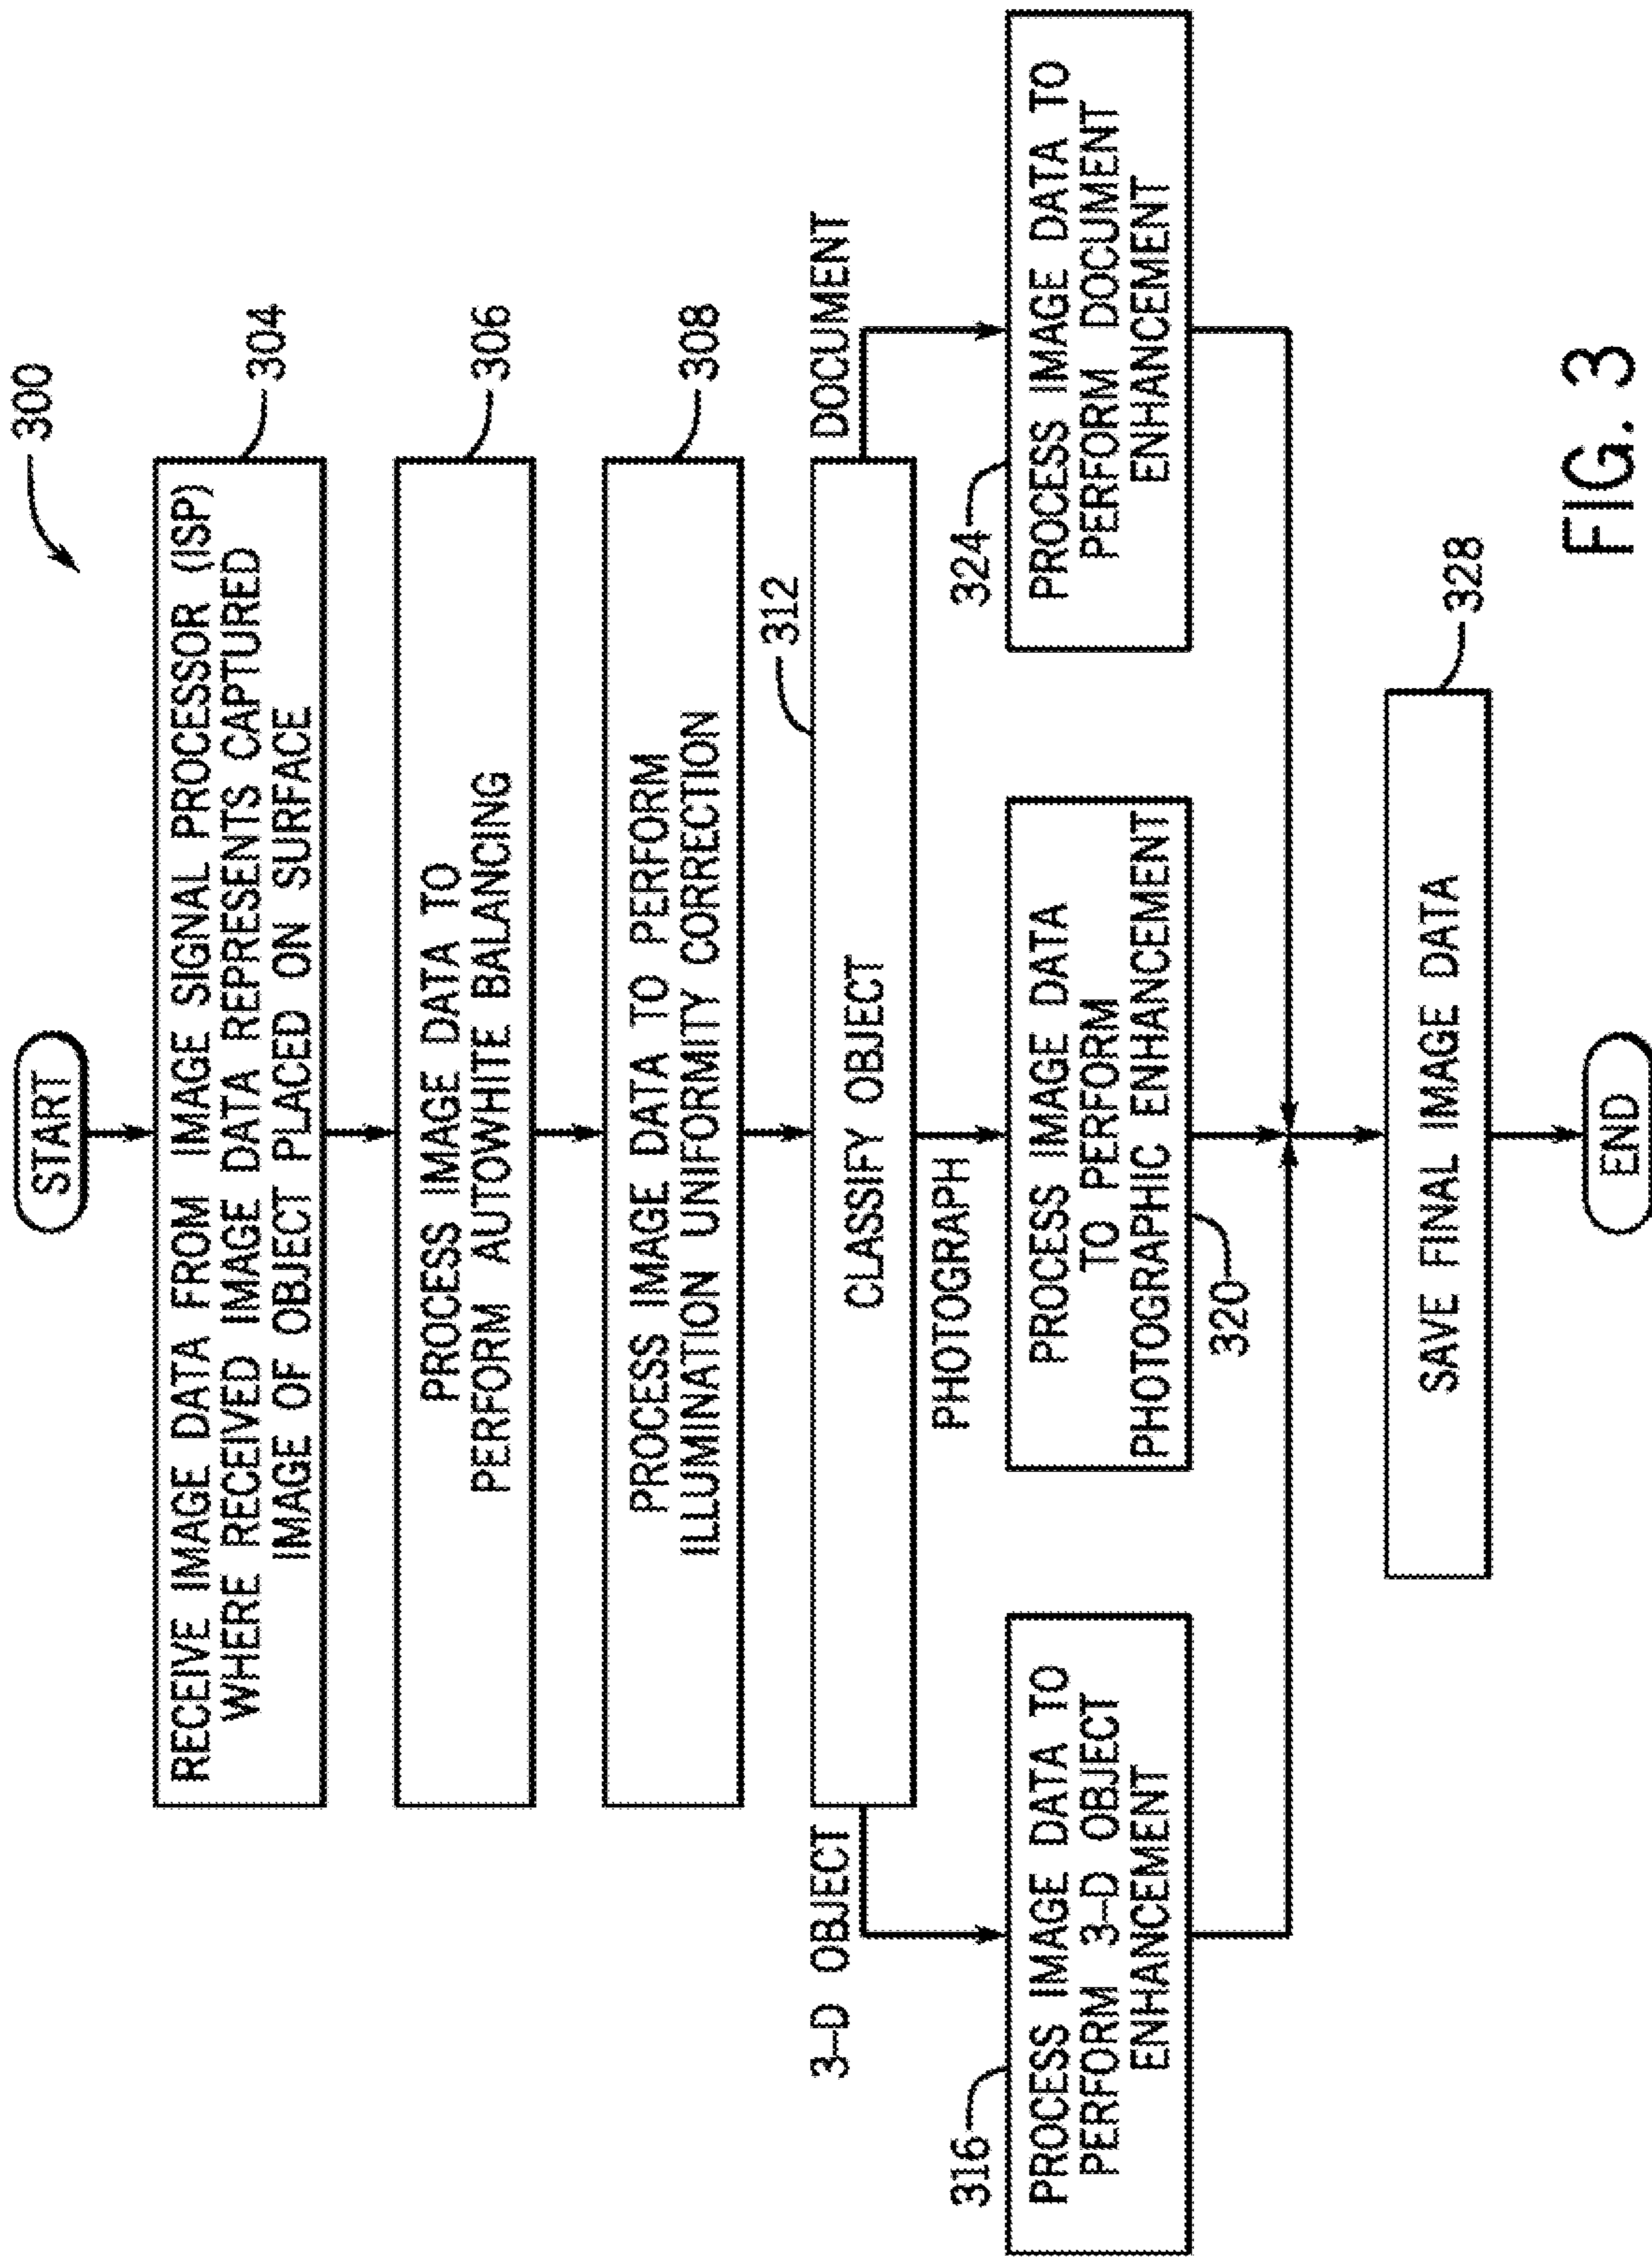 300
START
RECEIVE IMAGE DATA FROM IMAGE SIGNAL PROCESSOR (ISP)
WHERE RECEIVED IMAGE DATA REPRESENTS CAPTURED
IMAGE OF OBJECT PLACED ON SURFACE
304
PROCESS IMAGE DATA TO
PERFORM AUTOWHITE BALANCING
306
PROCESS IMAGE DATA TO PERFORM
ILLUMINATION UNIFORMITY CORRECTION
308
312
CLASSIFY OBJECT
3-D OBJECT
PHOTOGRAPH
DOCUMENT
316
PROCESS IMAGE DATA TO
PERFORM 3-D OBJECT
ENHANCEMENT
PROCESS IMAGE DATA
TO PERFORM
PHOTOGRAPHIC ENHANCEMENT
320
324
PROCESS IMAGE DATA TO
PERFORM DOCUMENT
ENHANCEMENT
SAVE FINAL IMAGE DATA
328
END
FIG. 3